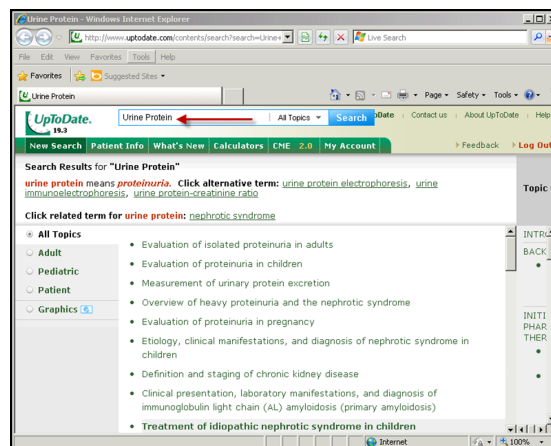 Urine Protein - Windows Internet Explorer
http://www.uptodate.com/contents/search?search=Urine+
Live Search
File Edit View Favorites Tools Help
Favorites Suggested Sites
Urine Protein
Page Safety Tools
UpToDate.
19.3
Urine Protein
All Topics
Search
Date Contact us About UpToDate Help
New Search Patient Info What's New Calculators CME 2.0 My Account
Feedback Log Out
Search Results for "Urine Protein"
urine protein means proteinuria. Click alternative term: urine protein electrophoresis, urine
immunoelectrophoresis, urine protein-creatinine ratio
Topic
Click related term for urine protein: nephrotic syndrome
All Topics
Adult
Pediatric
Patient
Graphics
• Evaluation of isolated proteinuria in adults
• Evaluation of proteinuria in children
• Measurement of urinary protein excretion
• Overview of heavy proteinuria and the nephrotic syndrome
• Evaluation of proteinuria in pregnancy
• Etiology, clinical manifestations, and diagnosis of nephrotic syndrome in
children
• Definition and staging of chronic kidney disease
• Clinical presentation, laboratory manifestations, and diagnosis of
immunoglobulin light chain (AL) amyloidosis (primary amyloidosis)
• Treatment of idiopathic nephrotic syndrome in children
INTR
BACK
INITI
PHAR
THER
Internet
100%